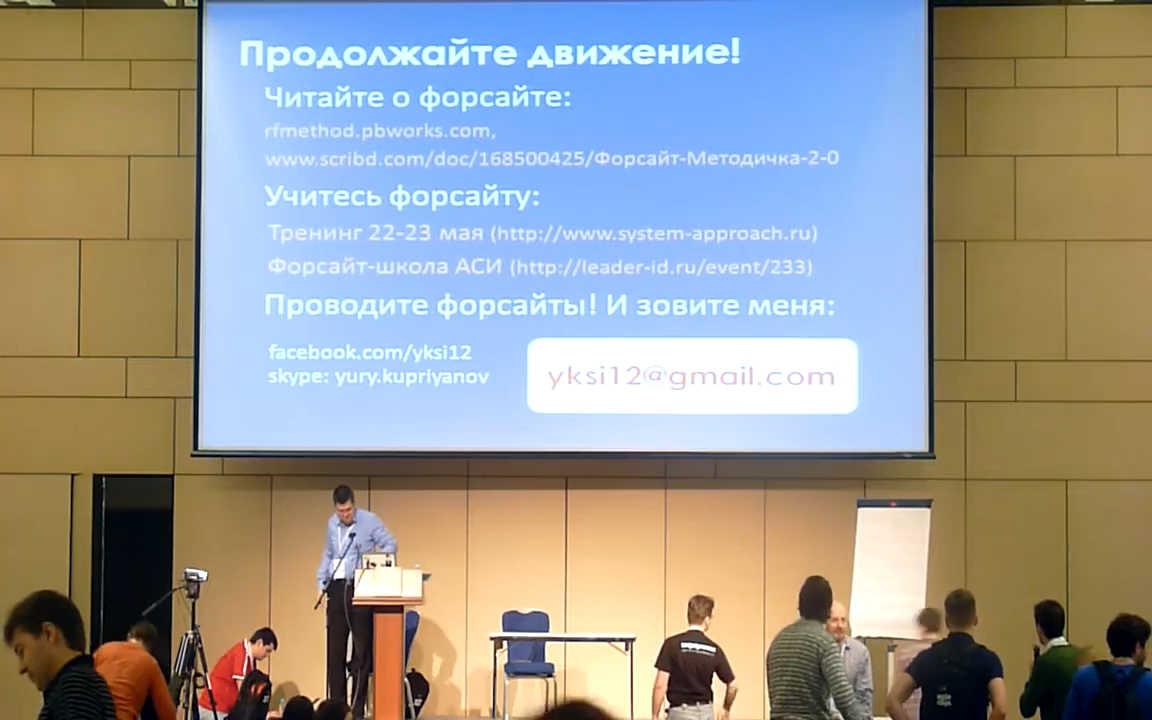 Продолжайте движение!
Читайте о форсайте:
rfmethod.pbworks.com,
www.scribd.com/doc/168500425/Форсайт-Методичка-2-0
Учитесь форсайту:
Тренинг 22-23 мая (http://www.system-approach.ru)
Форсайт-школа АСИ (http://leader-id.ru/event/233)
Проводите форсайты! И зовите меня:
facebook.com/yksi12
skype: yury.kupriyanov
yksi12@gmail.com